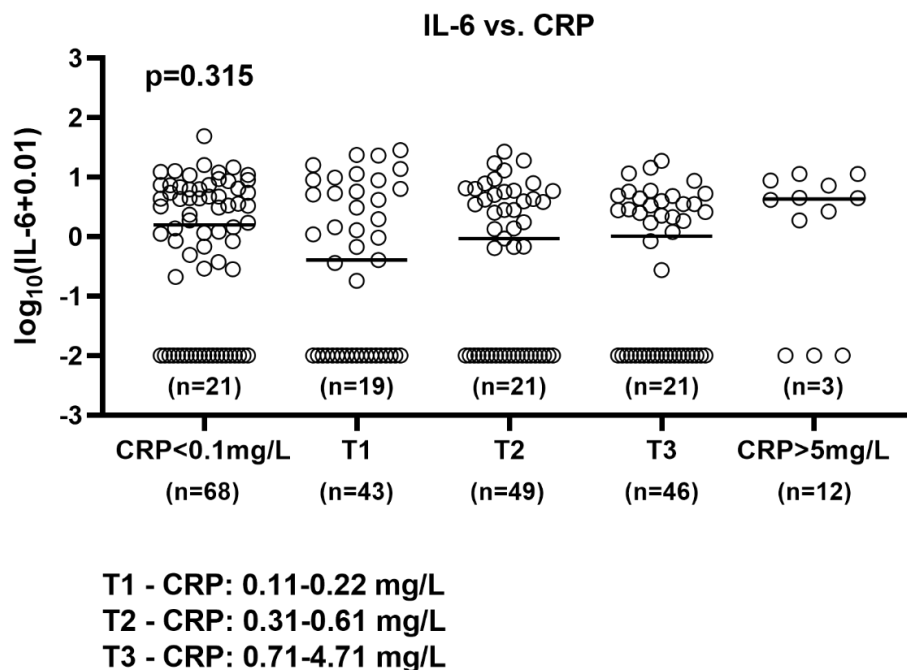 IL-6 vs. CRP
p=0.315
log₁₀(IL-6+0.01)
3
2
1
0
-1
-2
-3
(n=21) (n=19) (n=21) (n=21) (n=3)
CRP<0.1mg/L T1 T2 T3 CRP>5mg/L
(n=68) (n=43) (n=49) (n=46) (n=12)
T1 - CRP: 0.11-0.22 mg/L
T2 - CRP: 0.31-0.61 mg/L
T3 - CRP: 0.71-4.71 mg/L